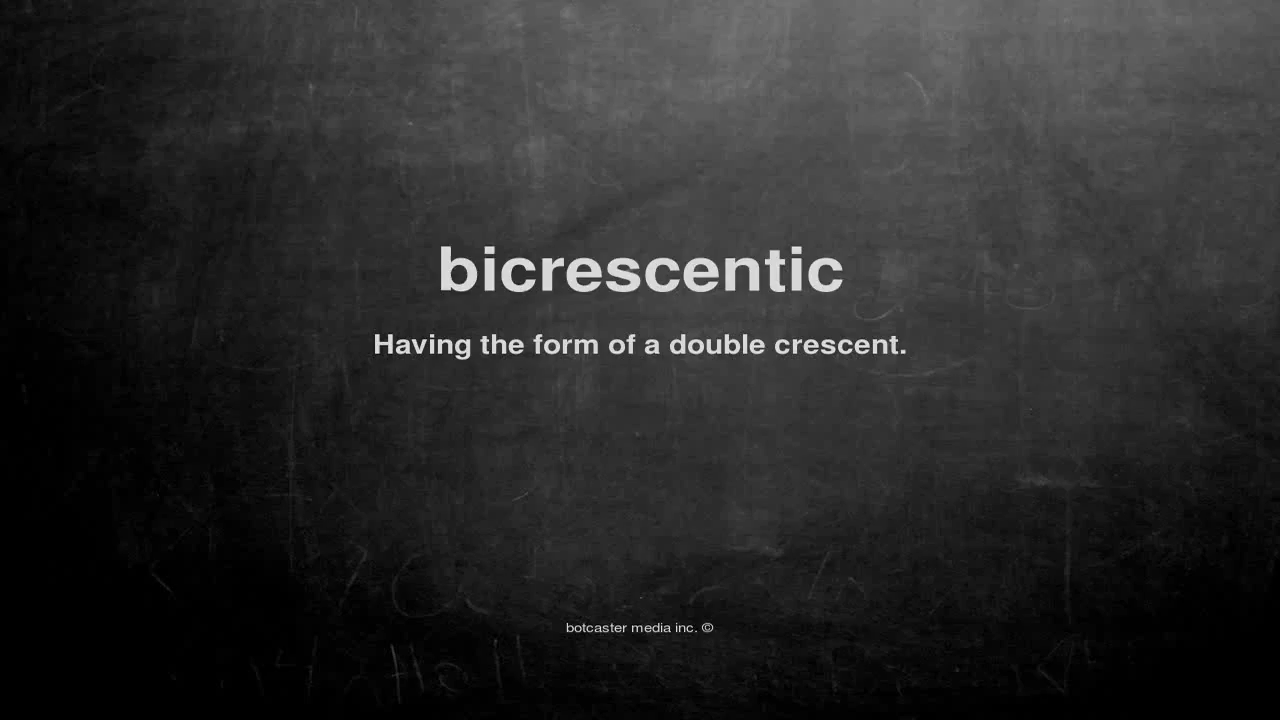 bicrescentic
Having the form of a double crescent.
botcaster media inc. ©